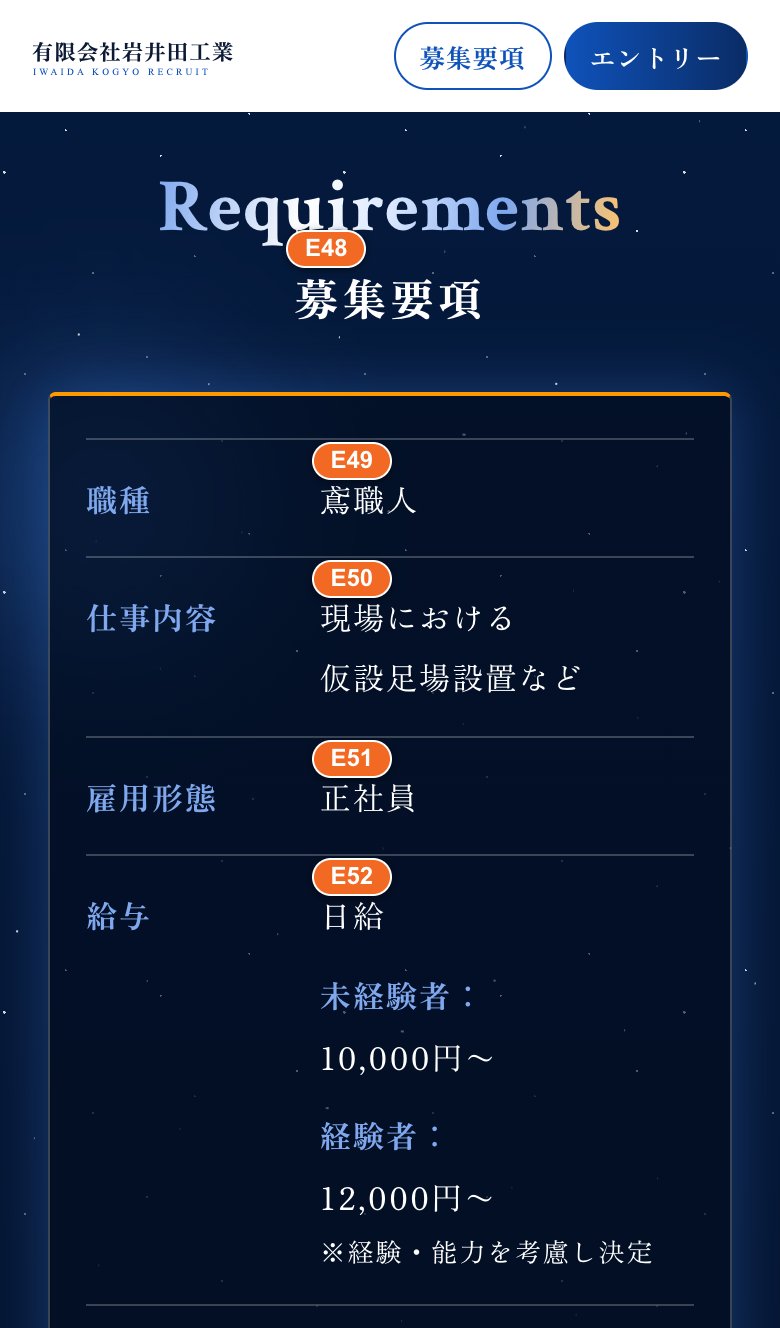 有限会社岩井田工業
IWAIDA KOGYO RECRUIT
募集要項
エントリー
Requirements
E48
募集要項
E49
職種
鳶職人
E50
仕事内容
現場における
仮設足場設置など
E51
雇用形態
正社員
E52
給与
日給
未経験者：
10,000円～
経験者：
12,000円～
※経験・能力を考慮し決定